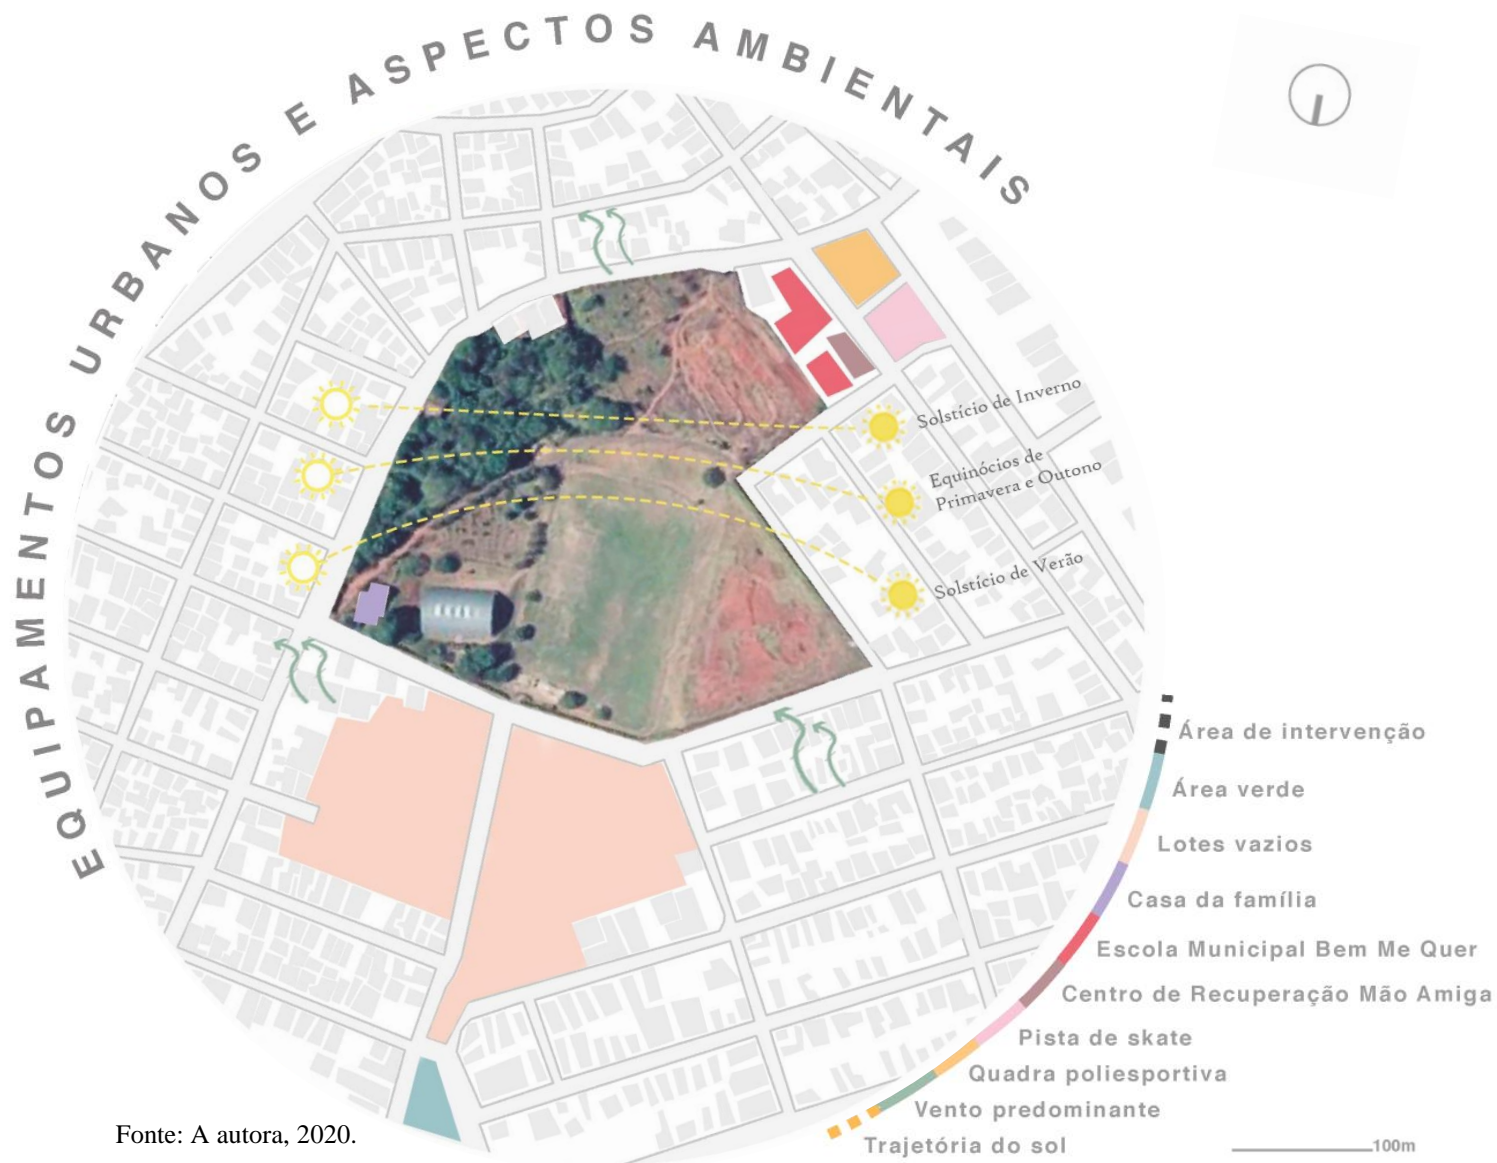 EQUIPAMENTOS URBANOS E ASPECTOS AMBIENTAIS
Solstício de Inverno
Equinócios de
Primavera e Outono
Solstício de Verão
Área de intervenção
Área verde
Lotes vazios
Casa da família
Escola Municipal Bem Me Quer
Centro de Recuperação Mão Amiga
Pista de skate
Quadra poliesportiva
Vento predominante
Trajetória do sol
Fonte: A autora, 2020.
100m